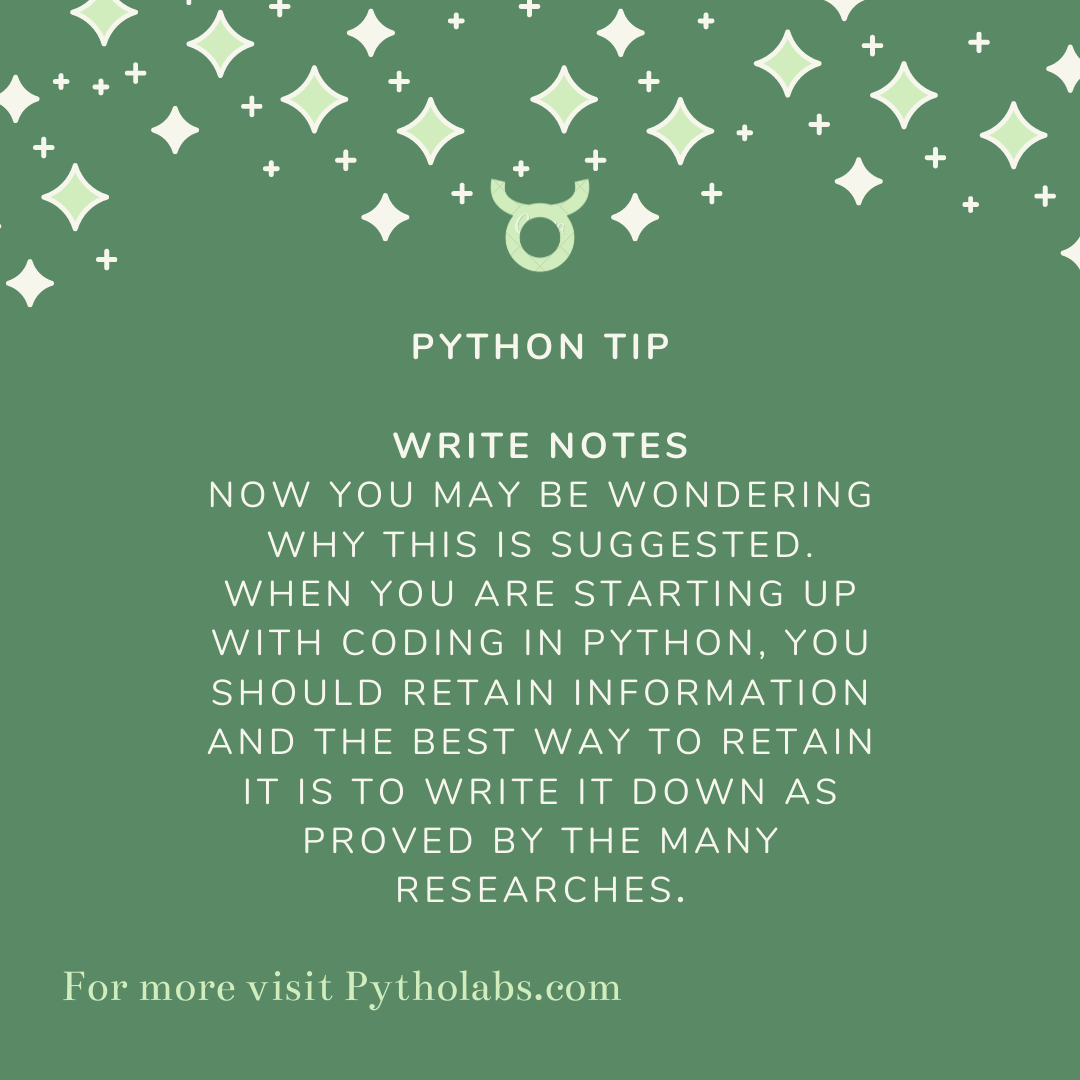 PYTHON TIP
WRITE NOTES
NOW YOU MAY BE WONDERING
WHY THIS IS SUGGESTED.
WHEN YOU ARE STARTING UP
WITH CODING IN PYTHON, YOU
SHOULD RETAIN INFORMATION
AND THE BEST WAY TO RETAIN
IT IS TO WRITE IT DOWN AS
PROVED BY THE MANY
RESEARCHES.
For more visit Pytholabs.com